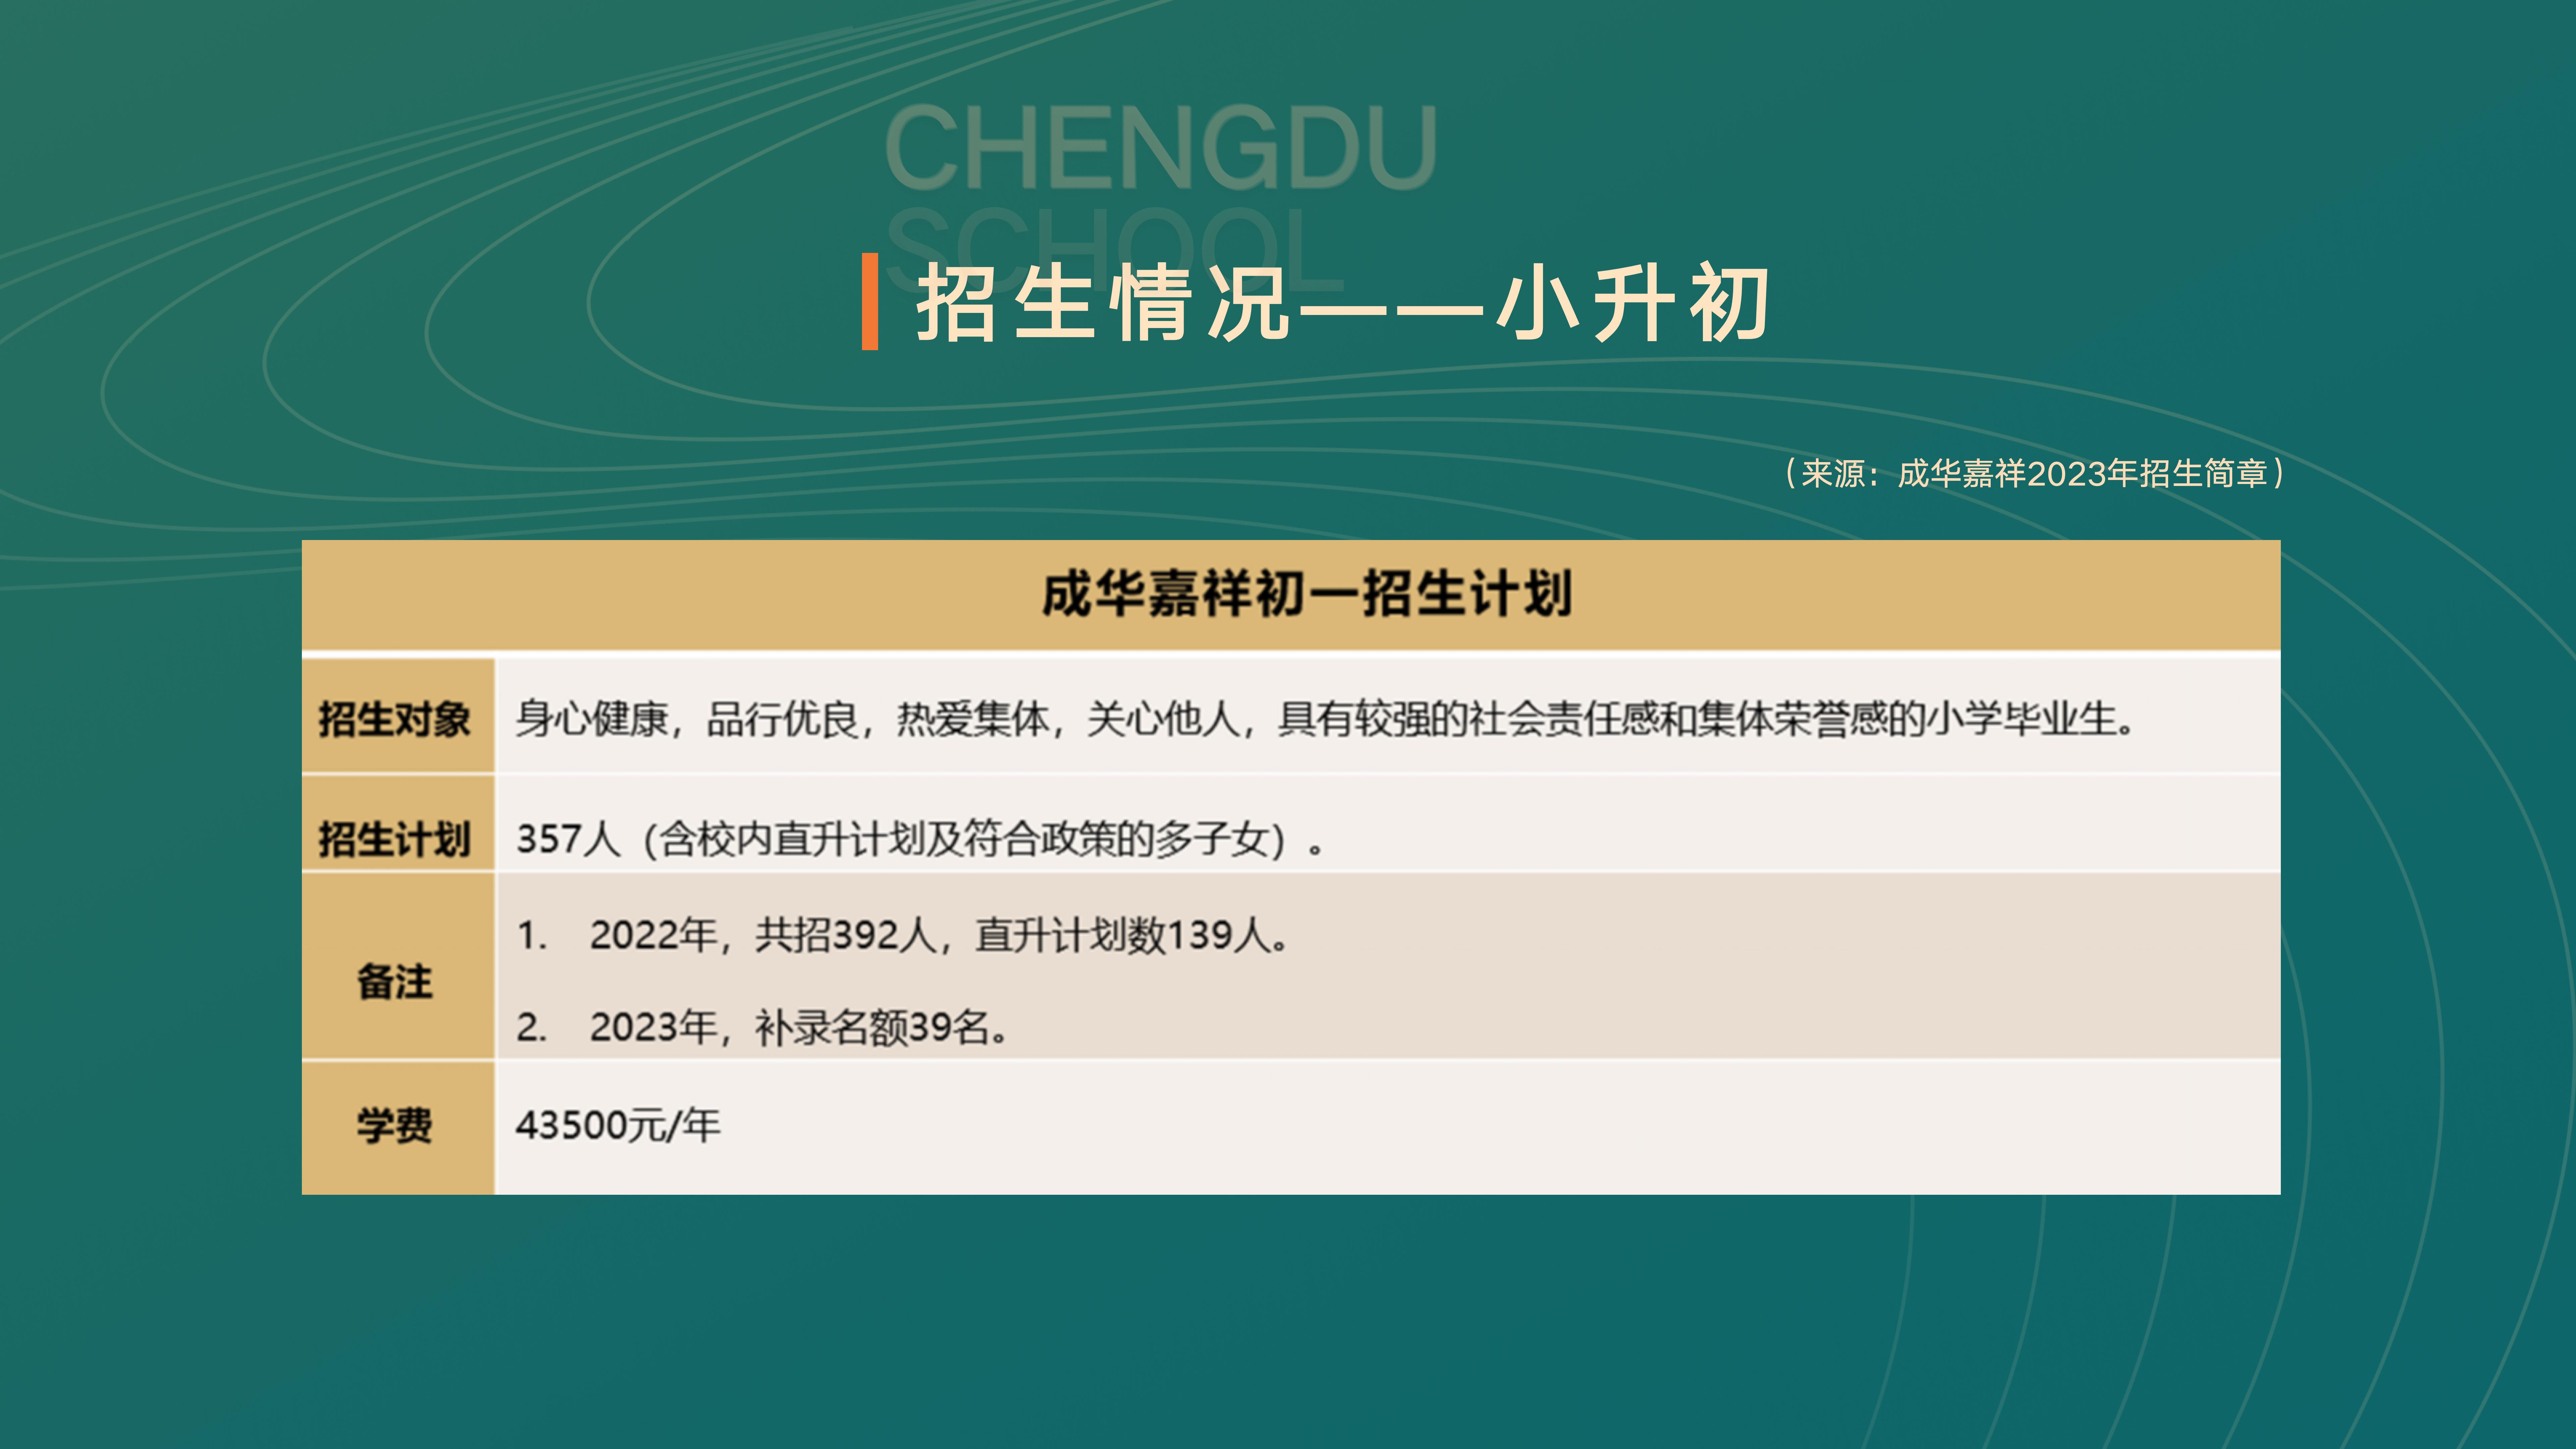 CHENGDU
SCHOOL
招生情况——小升初
（来源：成华嘉祥2023年招生简章）
成华嘉祥初一招生计划
招生对象 身心健康，品行优良，热爱集体，关心他人，具有较强的社会责任感和集体荣誉感的小学毕业生。
招生计划 357人（含校内直升计划及符合政策的多子女）。
备注
1. 2022年，共招392人，直升计划数139人。
2. 2023年，补录名额39名。
学费 43500元/年